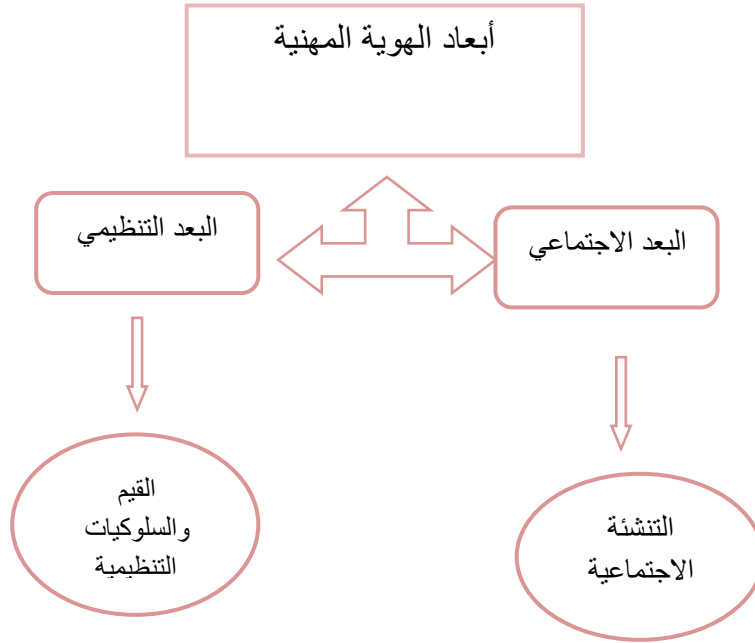 أبعاد الهوية المهنية
البعد الاجتماعي
البعد التنظيمي
التنشئة
الاجتماعية
القيم
والسلوكيات
التنظيمية